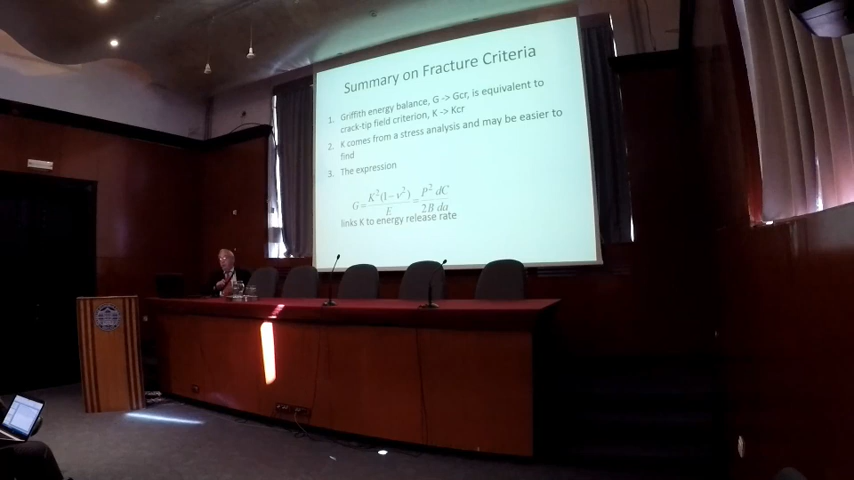 Summary on Fracture Criteria
1. Griffith energy balance, G -> Gcr, is equivalent to
crack-tip field criterion, K -> Kcr
2. K comes from a stress analysis and may be easier to
find
3. The expression
G = K²(1−ν²)/E = P²/2B dC/da
links K to energy release rate